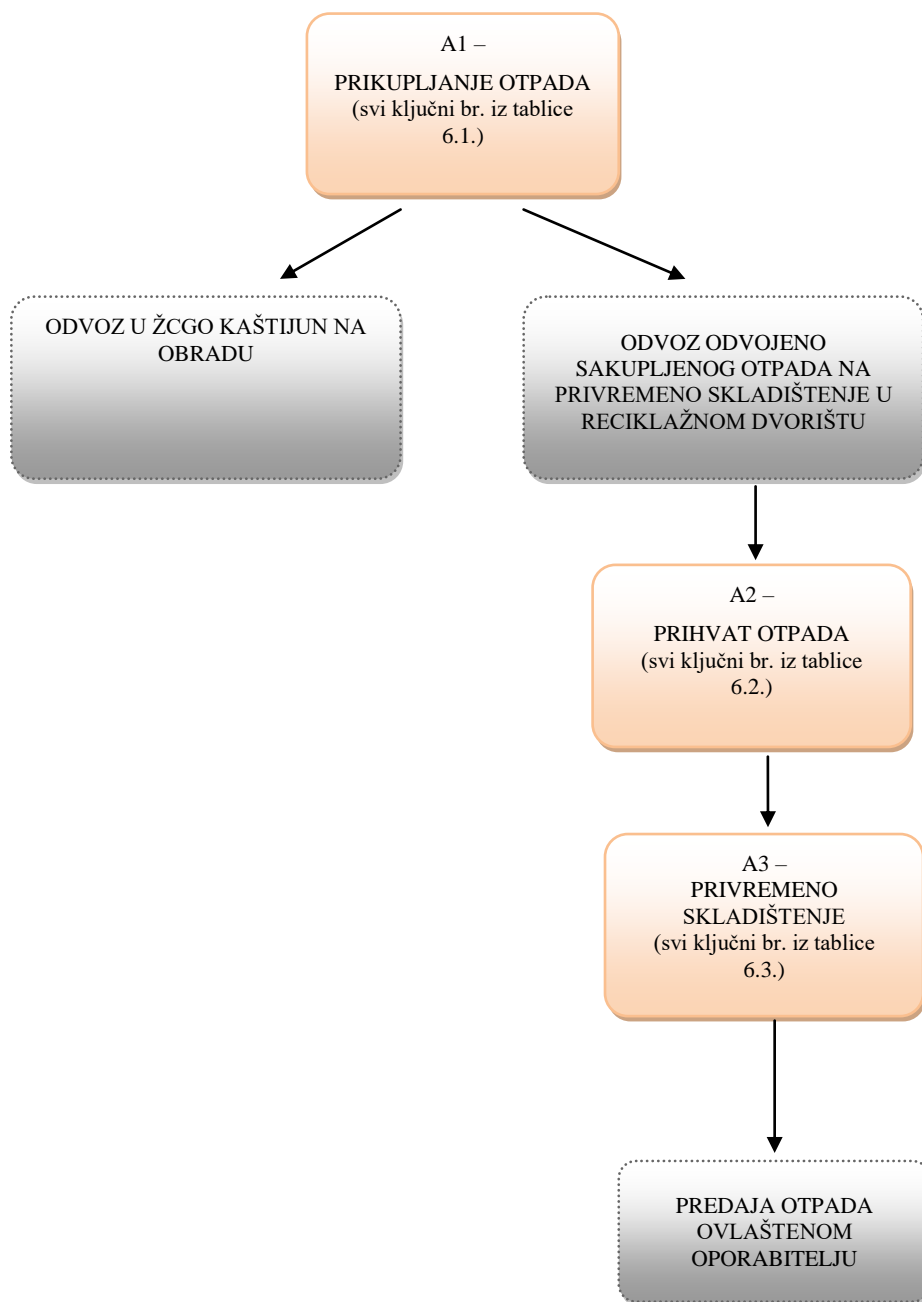 A1 –
PRIKUPLJANJE OTPADA
(svi ključni br. iz tablice
6.1.)
ODVOZ U ŽCGO KAŠTIJUN NA
OBRADU
ODVOZ ODVOJENO
SAKUPLJENOG OTPADA NA
PRIVREMENO SKLADIŠTENJE U
RECIKLAŽNOM DVORIŠTU
A2 –
PRIHVAT OTPADA
(svi ključni br. iz tablice
6.2.)
A3 –
PRIVREMENO
SKLADIŠTENJE
(svi ključni br. iz tablice
6.3.)
PREDAJA OTPADA
OVLAŠTENOM
OPORABITELJU